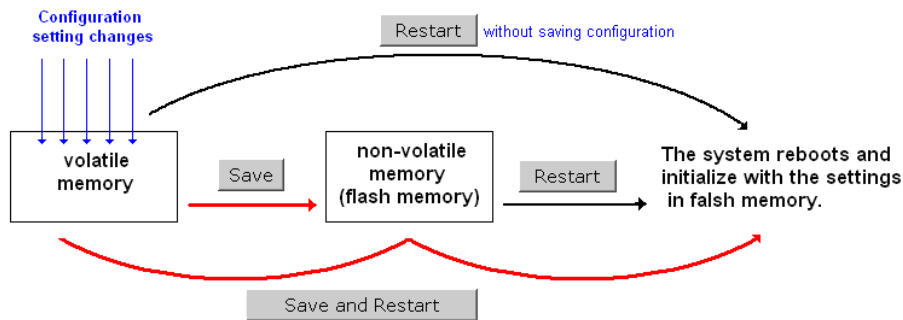 Configuration
setting changes
Restart without saving configuration
volatile
memory
Save
non-volatile
memory
(flash memory)
Restart
The system reboots and
initialize with the settings
in falsh memory.
Save and Restart